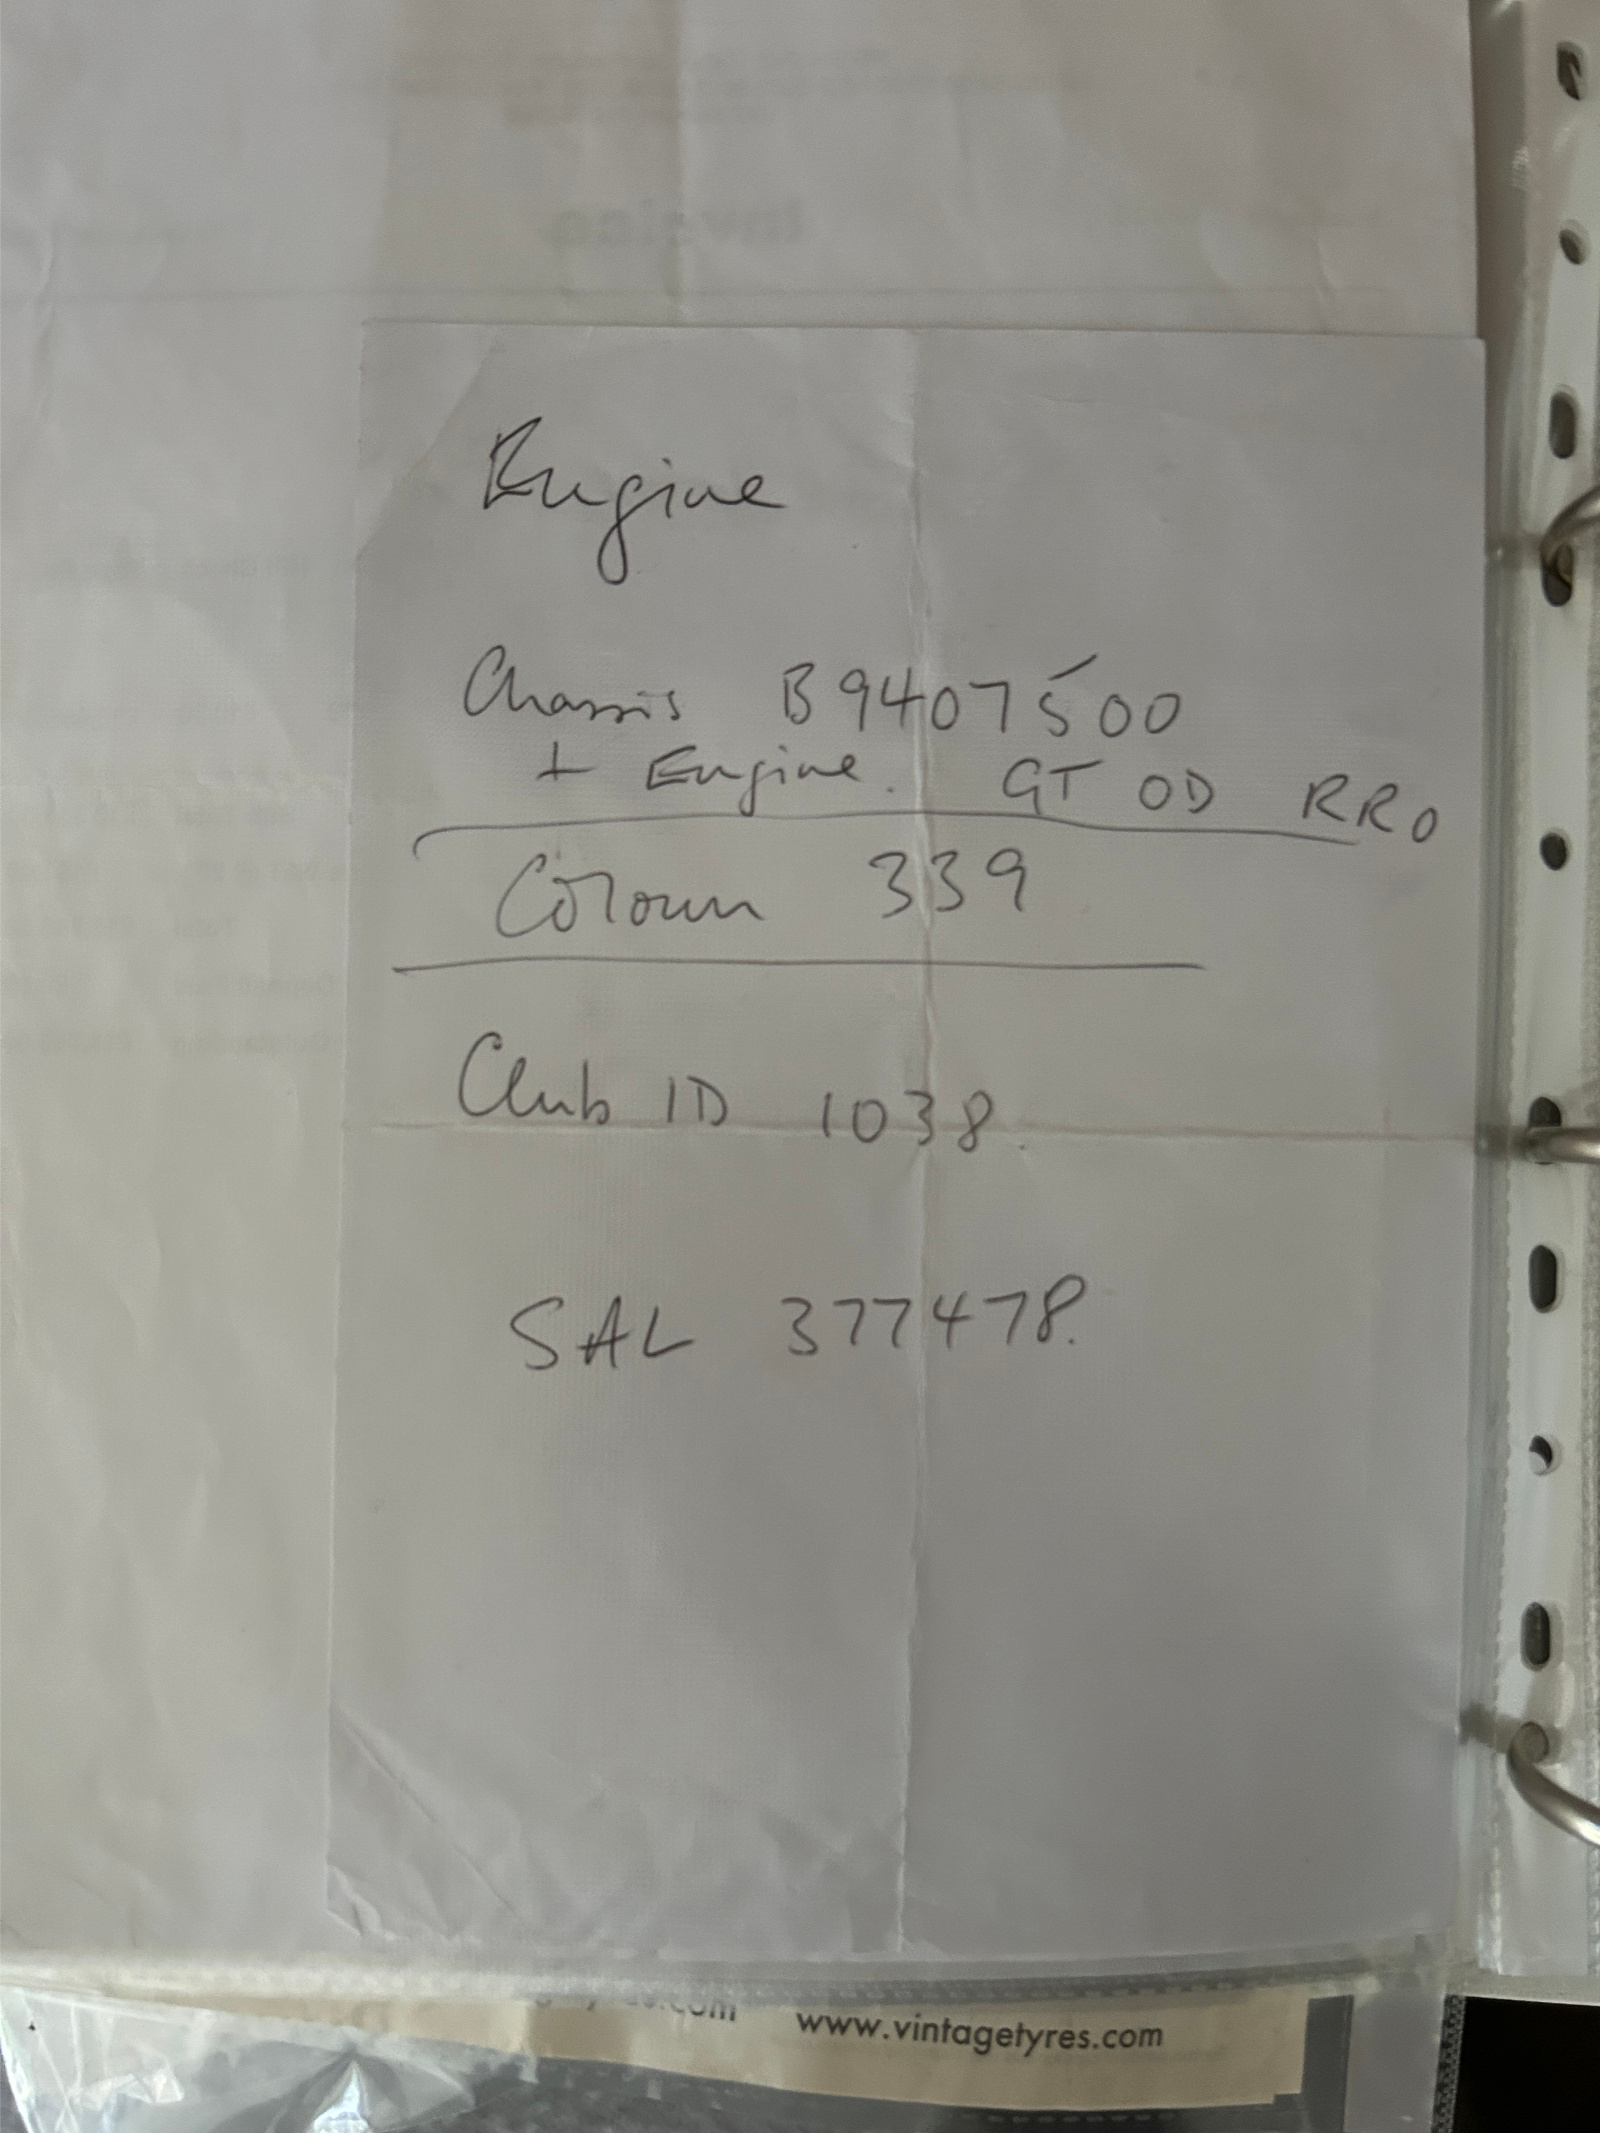 Engine
Chassis B9407500
+ Engine. GT OD RRO
Colour 339
Club ID 1038.
SAL 377478.
www.vintagetyres.com